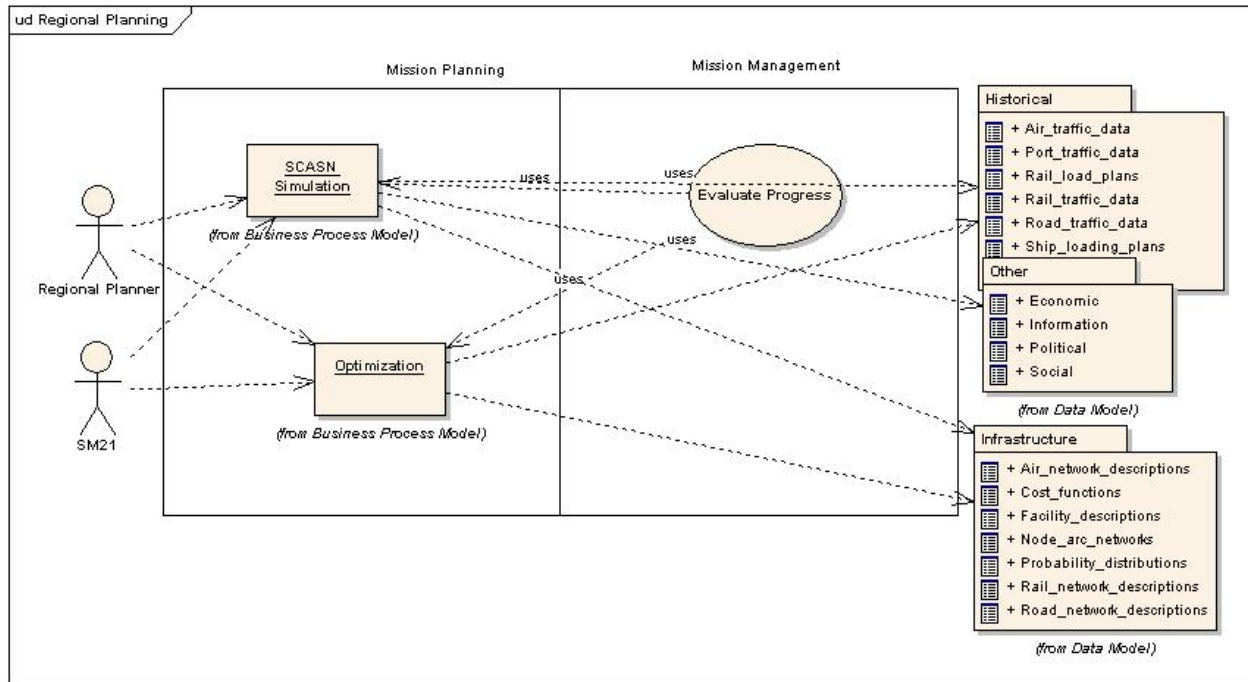 ud Regional Planning
Mission Planning
Mission Management
SCASN
Simulation
(from Business Process Model)
Regional Planner
SM21
Optimization
(from Business Process Model)
Evaluate Progress
uses
uses
uses
uses
Historical
+ Air_traffic_data
+ Port_traffic_data
+ Rail_load_plans
+ Rail_traffic_data
+ Road_traffic_data
+ Ship_loading_plans
Other
+ Economic
+ Information
+ Political
+ Social
(from Data Model)
Infrastructure
+ Air_network_descriptions
+ Cost_functions
+ Facility_descriptions
+ Node_arc_networks
+ Probability_distributions
+ Rail_network_descriptions
+ Road_network_descriptions
(from Data Model)